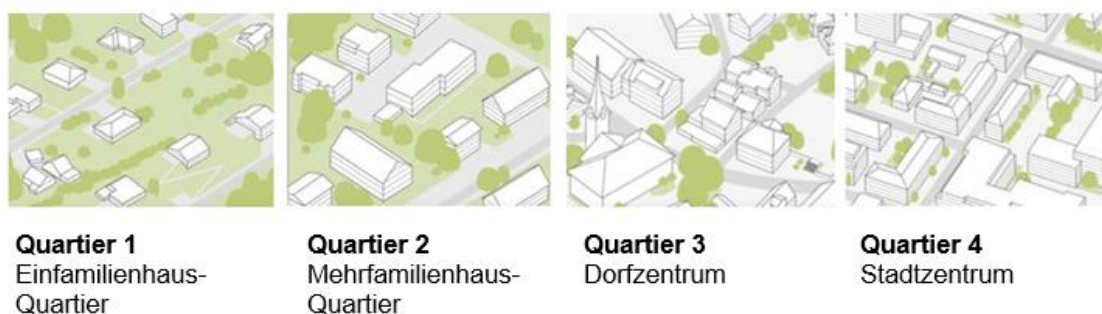 Quartier 1
Einfamilienhaus-
Quartier
Quartier 2
Mehrfamilienhaus-
Quartier
Quartier 3
Dorfzentrum
Quartier 4
Stadtzentrum